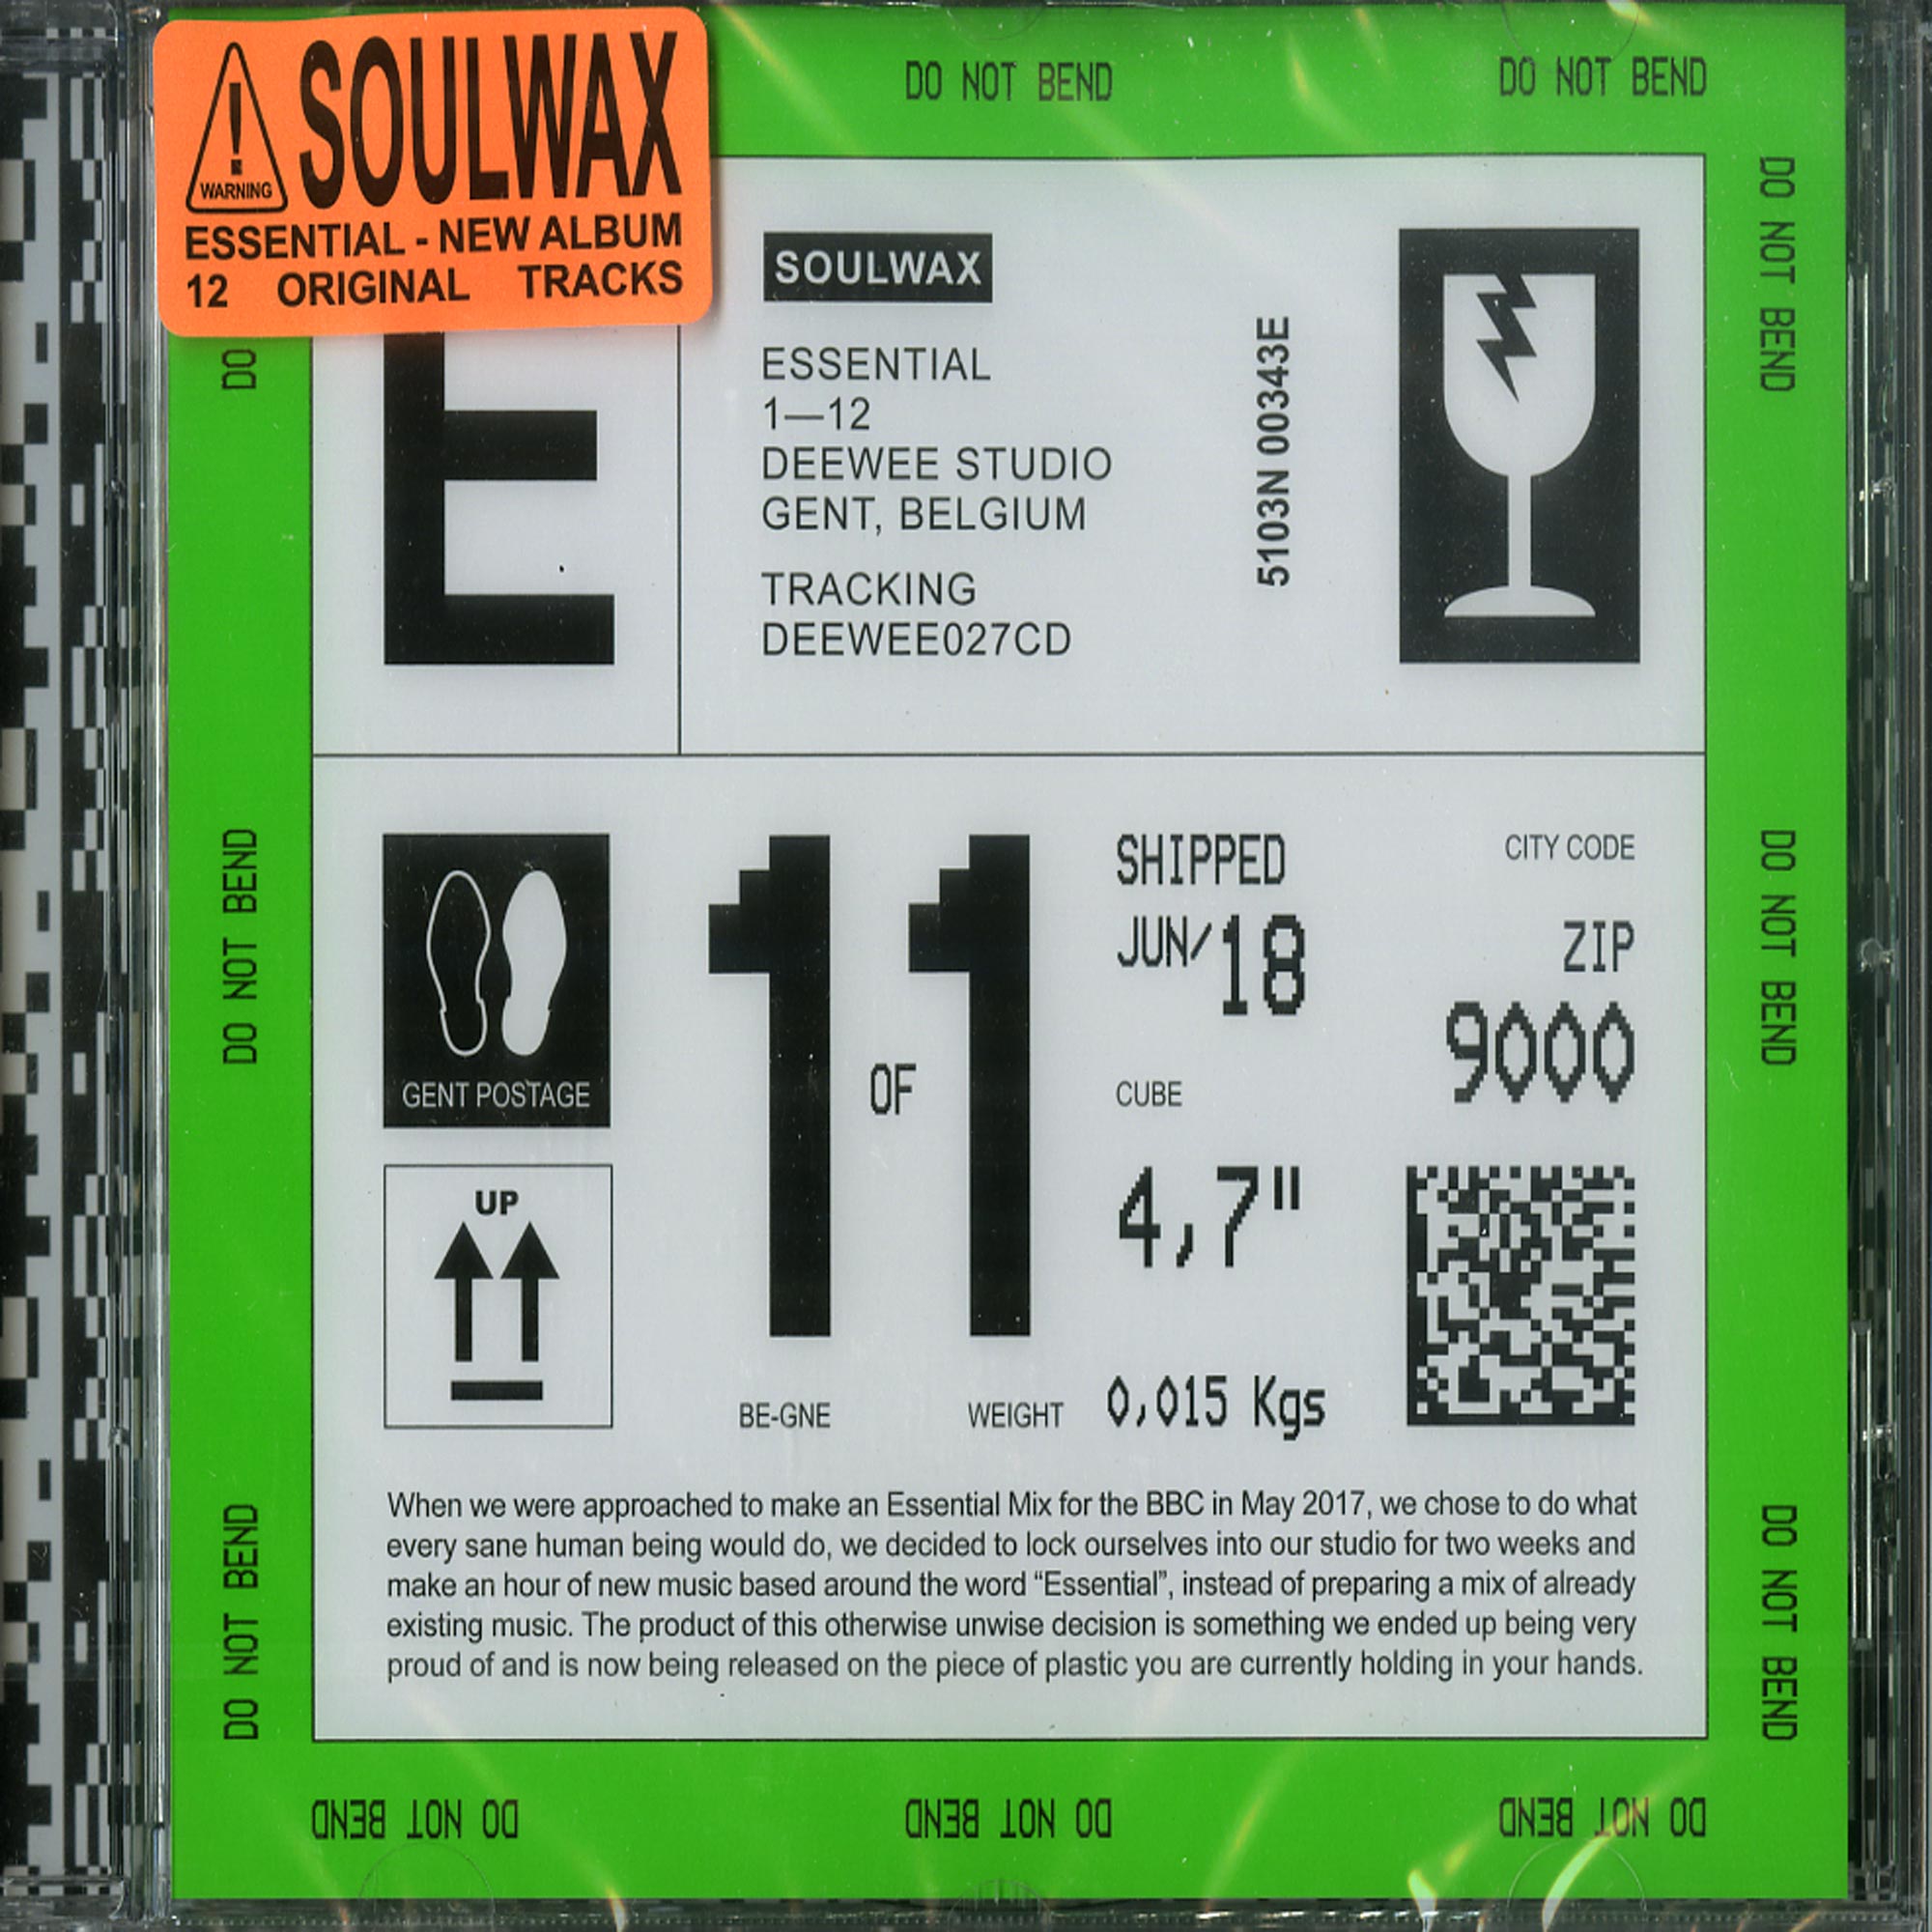 WARNING
SOULWAX
ESSENTIAL - NEW ALBUM
12 ORIGINAL TRACKS
DO NOT BEND
DO NOT BEND
DO NOT BEND
DO NOT BEND
DO NOT BEND
DO
DO NOT BEND
DO NOT BEND
E
SOULWAX
ESSENTIAL
1—12
DEEWEE STUDIO
GENT, BELGIUM
TRACKING
DEEWEE027CD
5103N 00343E
GENT POSTAGE
UP
11 OF 11
BE-GNE
SHIPPED
JUN/18
CUBE
4,7"
WEIGHT 0,015 Kgs
CITY CODE
ZIP
9000
When we were approached to make an Essential Mix for the BBC in May 2017, we chose to do what
every sane human being would do, we decided to lock ourselves into our studio for two weeks and
make an hour of new music based around the word “Essential”, instead of preparing a mix of already
existing music. The product of this otherwise unwise decision is something we ended up being very
proud of and is now being released on the piece of plastic you are currently holding in your hands.
DO NOT BEND
DO NOT BEND
DO NOT BEND